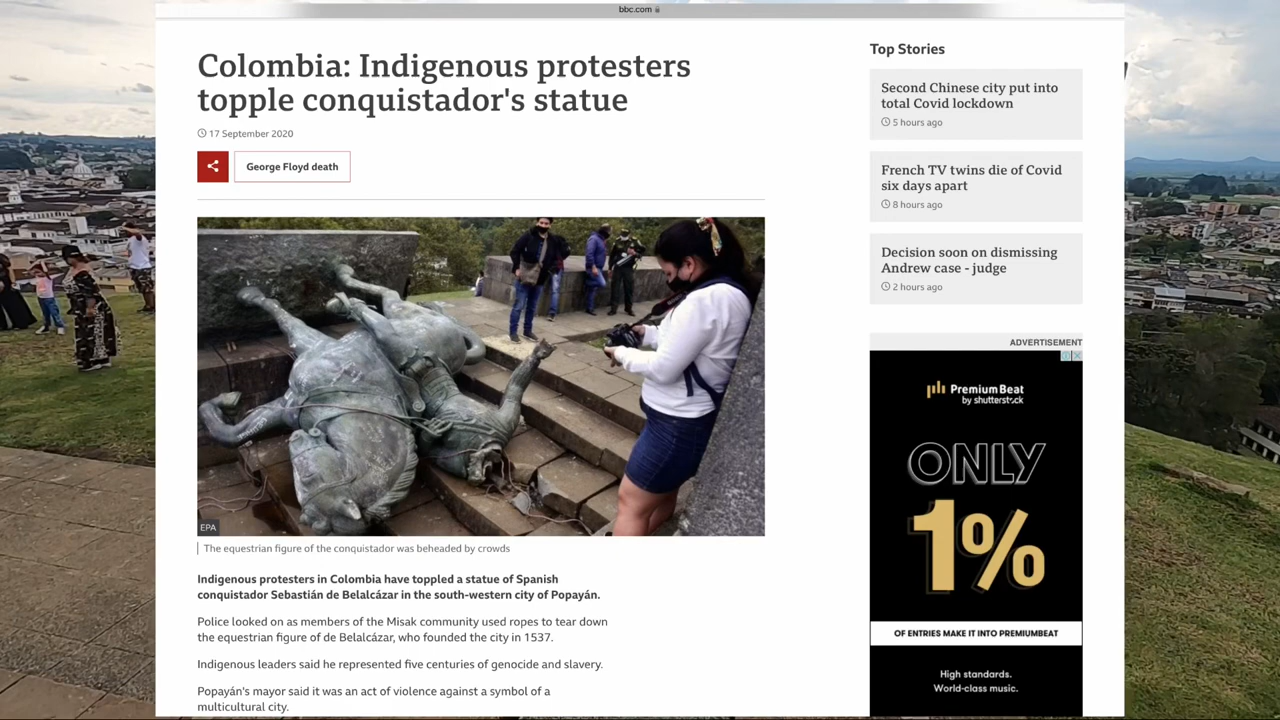 bbc.com
Colombia: Indigenous protesters
topple conquistador's statue
17 September 2020
George Floyd death
EPA
The equestrian figure of the conquistador was beheaded by crowds
Indigenous protesters in Colombia have toppled a statue of Spanish
conquistador Sebastián de Belalcázar in the south-western city of Popayán.
Police looked on as members of the Misak community used ropes to tear down
the equestrian figure of de Belalcázar, who founded the city in 1537.
Indigenous leaders said he represented five centuries of genocide and slavery.
Popayán's mayor said it was an act of violence against a symbol of a
multicultural city.
Top Stories
Second Chinese city put into
total Covid lockdown
5 hours ago
French TV twins die of Covid
six days apart
8 hours ago
Decision soon on dismissing
Andrew case - judge
2 hours ago
ADVERTISEMENT
PremiumBeat
by shutterstock
ONLY
1%
OF ENTRIES MAKE IT INTO PREMIUMBEAT
High standards.
World-class music.